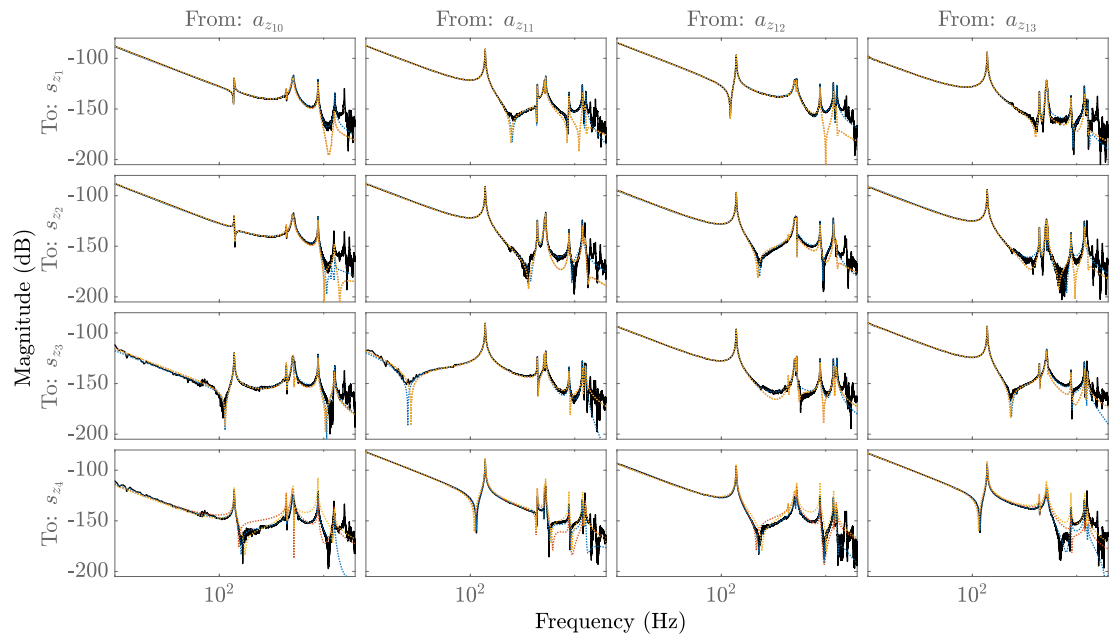 From: a_{z_{10}} From: a_{z_{11}} From: a_{z_{12}} From: a_{z_{13}}
Magnitude (dB)
To: s_{z_1}
-100
-150
-200
To: s_{z_2}
-100
-150
-200
To: s_{z_3}
-100
-150
-200
To: s_{z_4}
-100
-150
-200
10^2 10^2 10^2 10^2
Frequency (Hz)